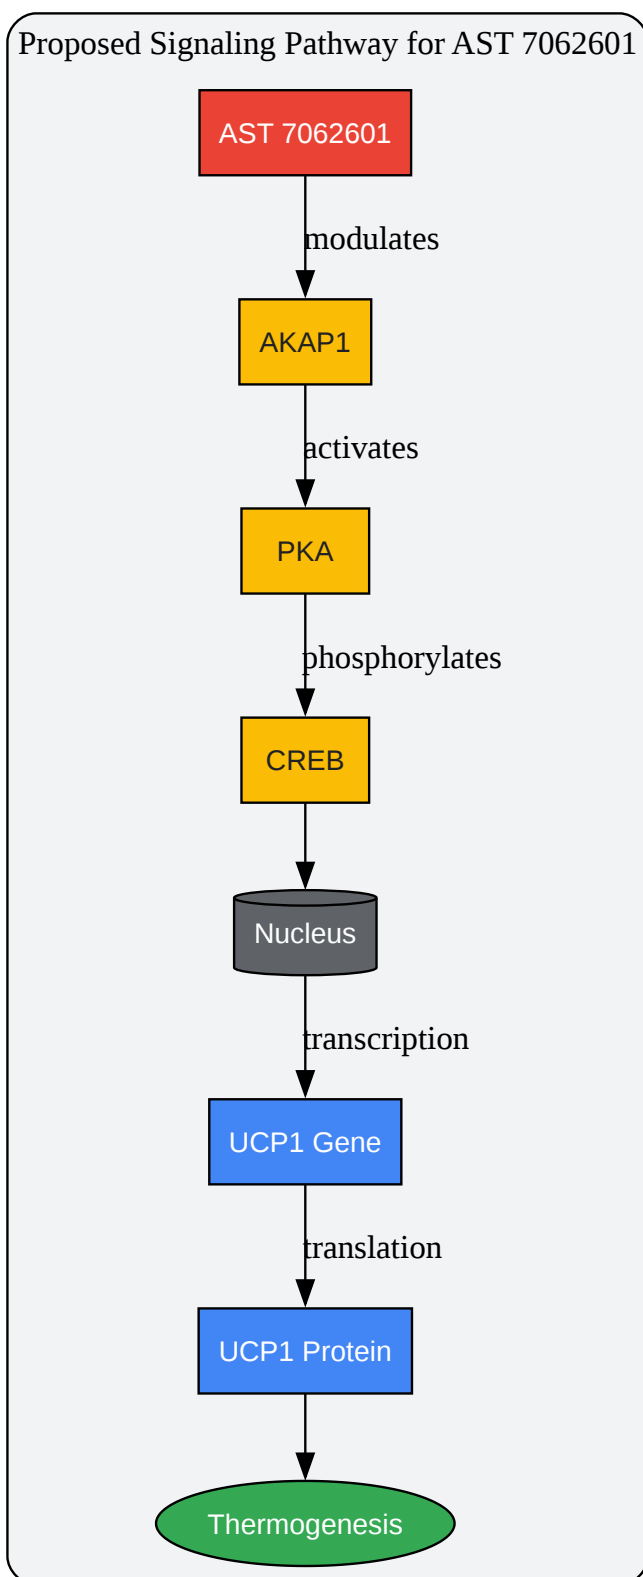 Proposed Signaling Pathway for AST 7062601
AST 7062601
modulates
AKAP1
activates
PKA
phosphorylates
CREB
Nucleus
transcription
UCP1 Gene
translation
UCP1 Protein
Thermogenesis